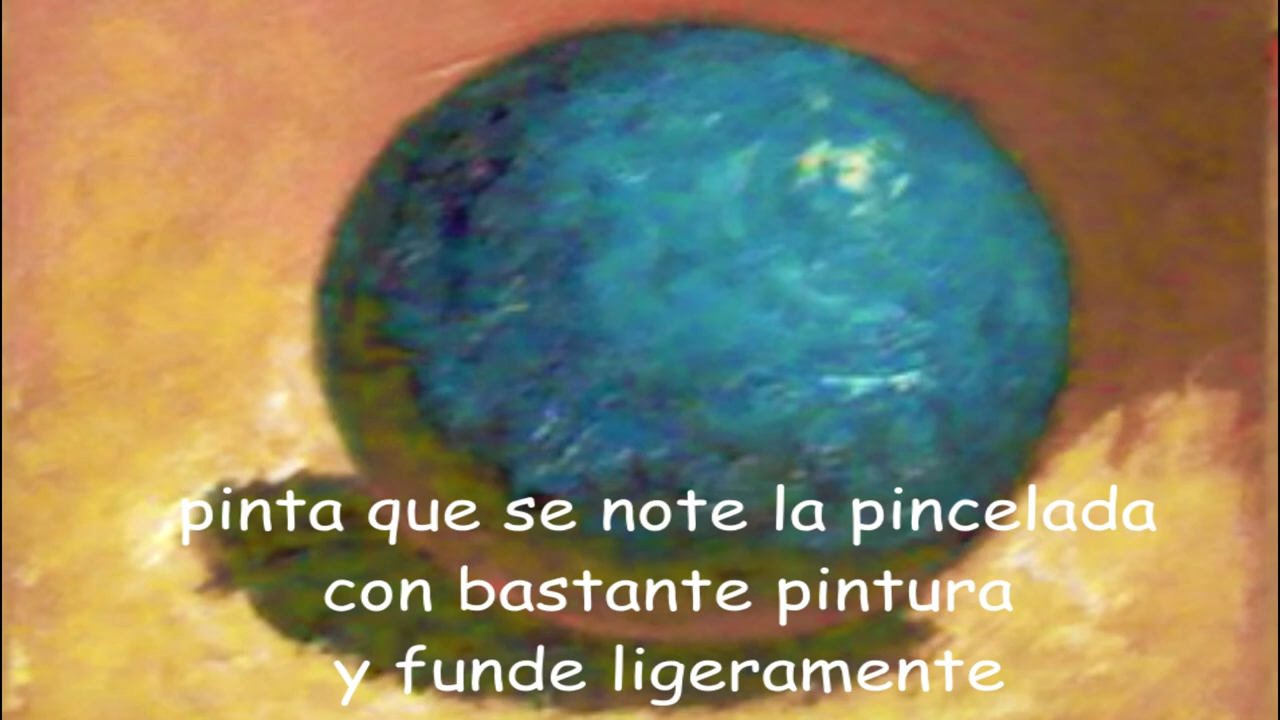 pinta que se note la pincelada
con bastante pintura
y funde ligeramente